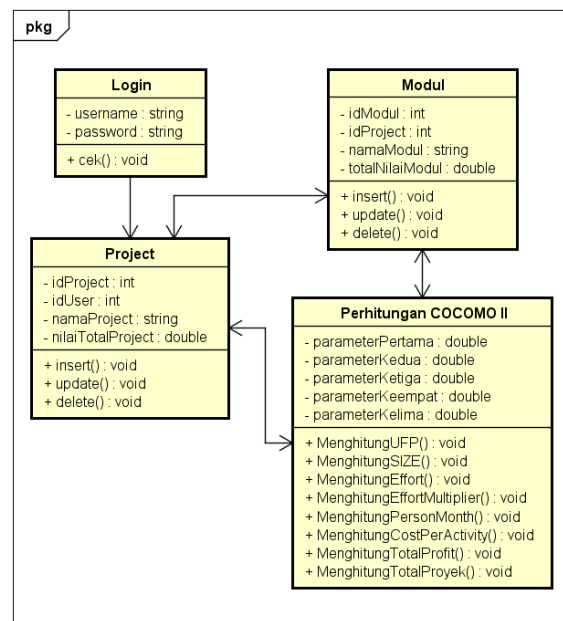 pkg
Login
- username : string
- password : string
+ cek() : void
Modul
- idModul : int
- idProject : int
- namaModul : string
- totalNilaiModul : double
+ insert() : void
+ update() : void
+ delete() : void
Project
- idProject : int
- idUser : int
- namaProject : string
- nilaiTotalProject : double
+ insert() : void
+ update() : void
+ delete() : void
Perhitungan COCOMO II
- parameterPertama : double
- parameterKedua : double
- parameterKetiga : double
- parameterKeempat : double
- parameterKelima : double
+ MenghitungUFP() : void
+ MenghitungSIZE() : void
+ MenghitungEffort() : void
+ MenghitungEffortMultiplier() : void
+ MenghitungPersonMonth() : void
+ MenghitungCostPerActivity() : void
+ MenghitungTotalProfit() : void
+ MenghitungTotalProyek() : void